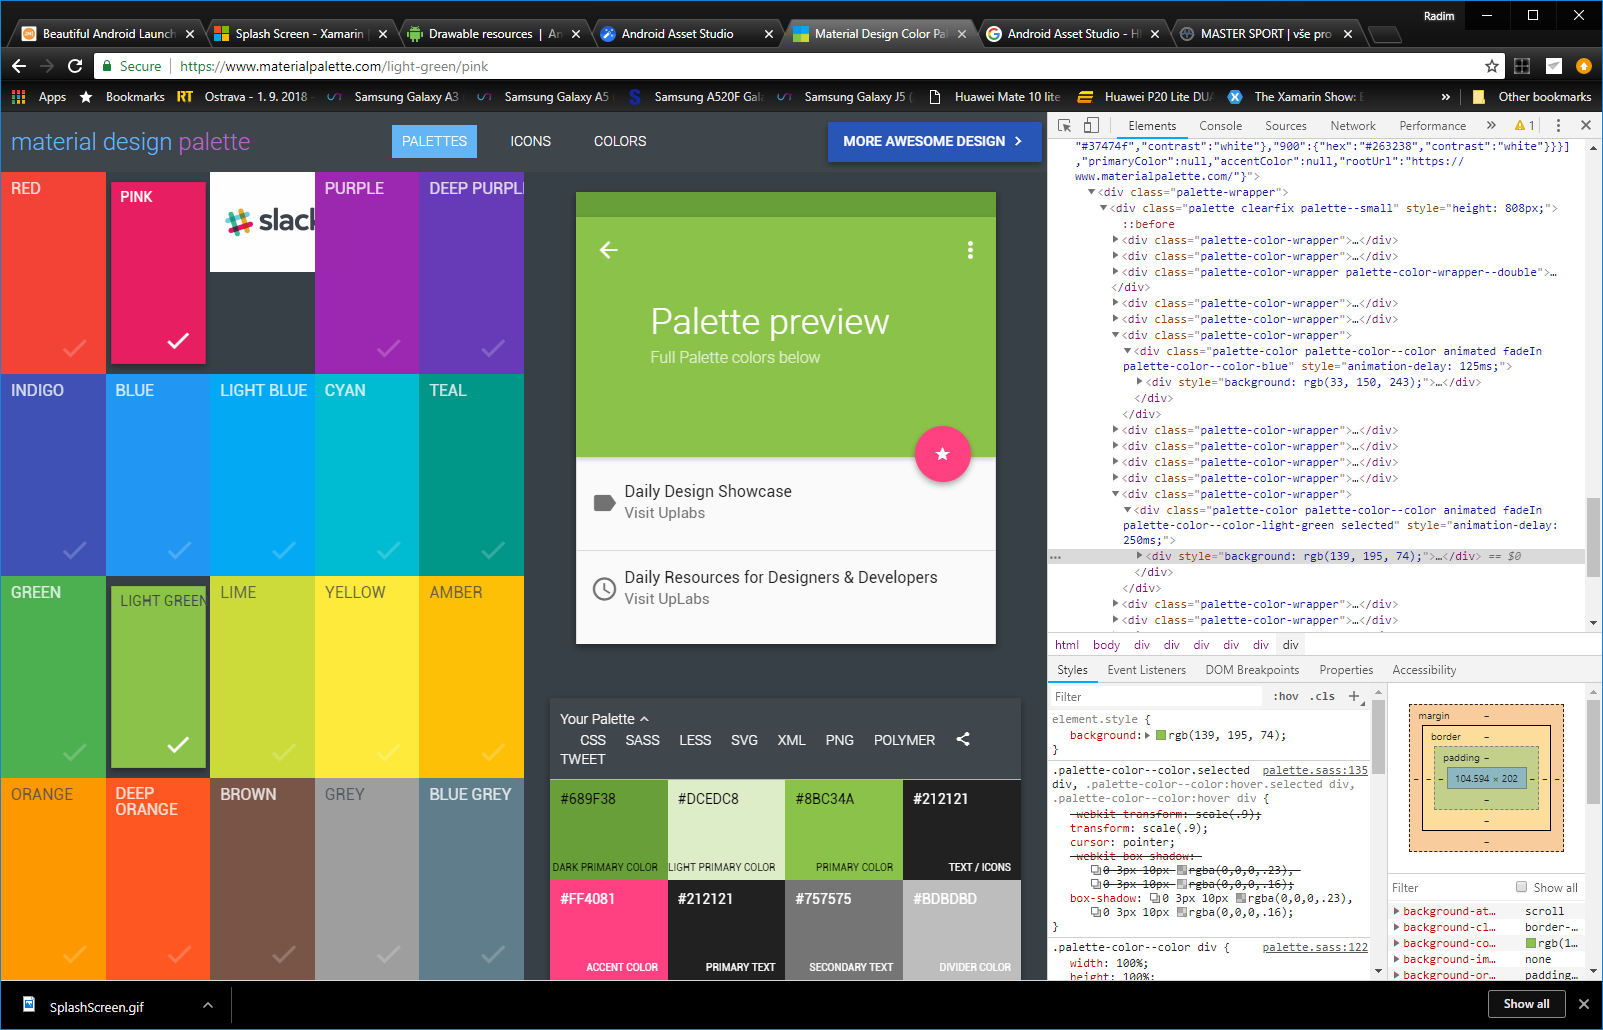 Radim
Beautiful Android Launch
Splash Screen - Xamarin |
Drawable resources | An
Android Asset Studio
Material Design Color Pal
Android Asset Studio - Hl
MASTER SPORT | vše pro
Secure
https://www.materialpalette.com/light-green/pink
Apps
Bookmarks
RT Ostrava - 1. 9. 2018
Samsung Galaxy A3
Samsung Galaxy A5
Samsung A520F Gala
Samsung Galaxy J5 (
Huawei Mate 10 lite
Huawei P20 Lite DUA
The Xamarin Show: E
»
Other bookmarks
material design palette
PALETTES
ICONS
COLORS
MORE AWESOME DESIGN
RED
PINK
slack
PURPLE
DEEP PURPLE
INDIGO
BLUE
LIGHT BLUE
CYAN
TEAL
GREEN
LIGHT GREEN
LIME
YELLOW
AMBER
ORANGE
DEEP
ORANGE
BROWN
GREY
BLUE GREY
Palette preview
Full Palette colors below
Daily Design Showcase
Visit Uplabs
Daily Resources for Designers & Developers
Visit UpLabs
Your Palette
CSS SASS LESS SVG XML PNG POLYMER
TWEET
#689F38
DARK PRIMARY COLOR
#DCEDC8
LIGHT PRIMARY COLOR
#8BC34A
PRIMARY COLOR
#212121
TEXT / ICONS
#FF4081
ACCENT COLOR
#212121
PRIMARY TEXT
#757575
SECONDARY TEXT
#BDBDBD
DIVIDER COLOR
Elements Console Sources Network Performance » 1
"#37474f","contrast":"white"},"900":{"hex":"#263238","contrast":"white"}}}]
,"primaryColor":null,"accentColor":null,"rootUrl":"https://
www.materialpalette.com/"}">
<div class="palette-wrapper">
<div class="palette clearfix palette--small" style="height: 808px;">
::before
<div class="palette-color-wrapper">…</div>
<div class="palette-color-wrapper">…</div>
<div class="palette-color-wrapper palette-color-wrapper--double">…
</div>
<div class="palette-color-wrapper">…</div>
<div class="palette-color-wrapper">…</div>
<div class="palette-color-wrapper">
<div class="palette-color palette-color--color animated fadeIn
palette-color--color-blue" style="animation-delay: 125ms;">
<div style="background: rgb(33, 150, 243);">…</div>
</div>
</div>
<div class="palette-color-wrapper">…</div>
<div class="palette-color-wrapper">…</div>
<div class="palette-color-wrapper">…</div>
<div class="palette-color-wrapper">…</div>
<div class="palette-color-wrapper">
<div class="palette-color palette-color--color animated fadeIn
palette-color--color-light-green selected" style="animation-delay:
250ms;">
… <div style="background: rgb(139, 195, 74);">…</div> == $0
</div>
</div>
<div class="palette-color-wrapper">…</div>
<div class="palette-color-wrapper">…</div>
html body div div div div div div
Styles Event Listeners DOM Breakpoints Properties Accessibility
Filter
:hov .cls +
element.style {
background: rgb(139, 195, 74);
}
.palette-color--color.selected palette.sass:135
div, .palette-color--color:hover.selected div,
.palette-color--color:hover div {
-webkit-transform: scale(.9);
transform: scale(.9);
cursor: pointer;
-webkit-box-shadow:
0 3px 10px rgba(0,0,0,.23),
0 3px 10px rgba(0,0,0,.16);
box-shadow: 0 3px 10px rgba(0,0,0,.23),
0 3px 10px rgba(0,0,0,.16);
}
.palette-color--color div { palette.sass:122
width: 100%;
height: 100%;
margin -
border -
padding -
- - - 104.594 × 202 - - -
-
-
-
Filter
Show all
background-at… scroll
background-cl… border-…
background-co… rgb(1…
background-im… none
background-or… paddin…
SplashScreen.gif
Show all